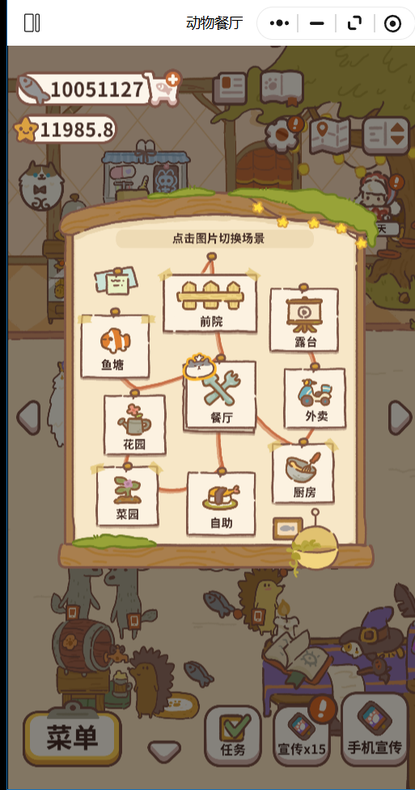 动物餐厅
10051127
11985.8
天
点击图片切换场景
前院
露台
鱼塘
餐厅
外卖
花园
厨房
菜园
自助
菜单
任务
宣传x15
手机宣传